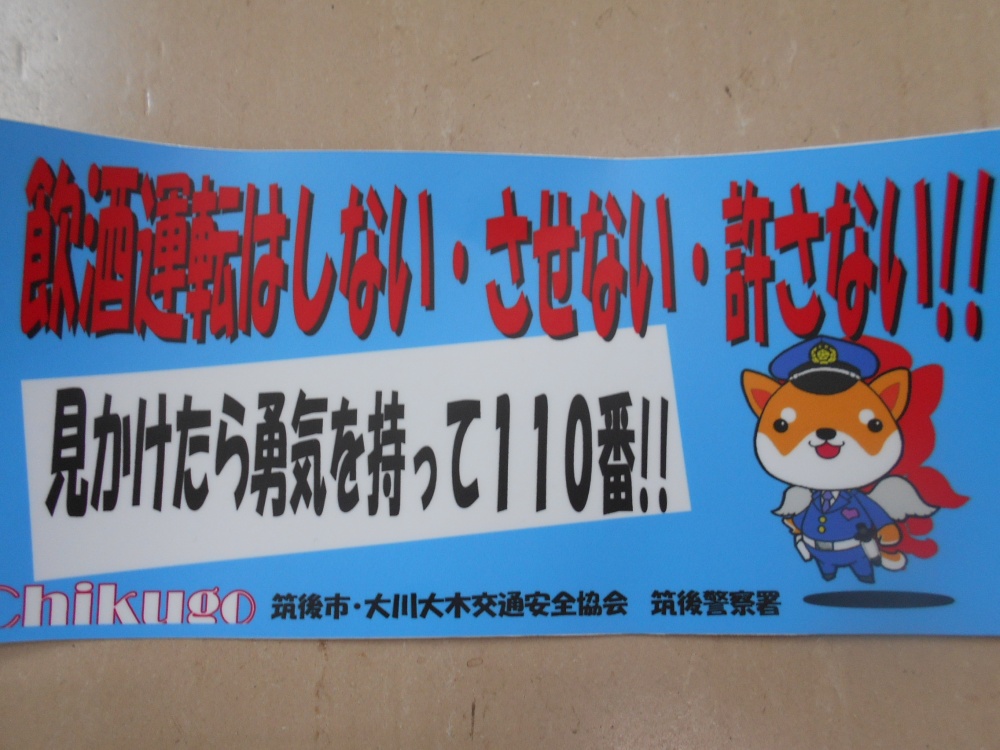 飲酒運転はしない・させない・許さない!!
見かけたら勇気を持って110番!!
Chikugo 筑後市・大川大木交通安全協会 筑後警察署